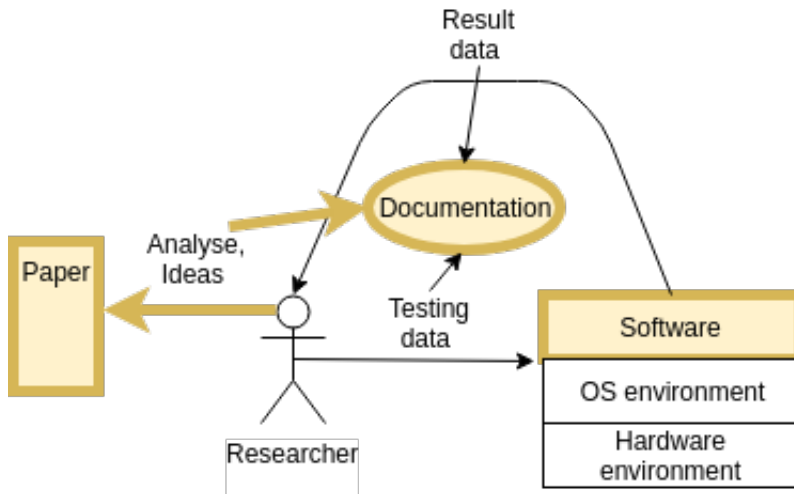 Result
data
Documentation
Analyse,
Ideas
Paper
Testing
data
Software
OS environment
Hardware
environment
Researcher